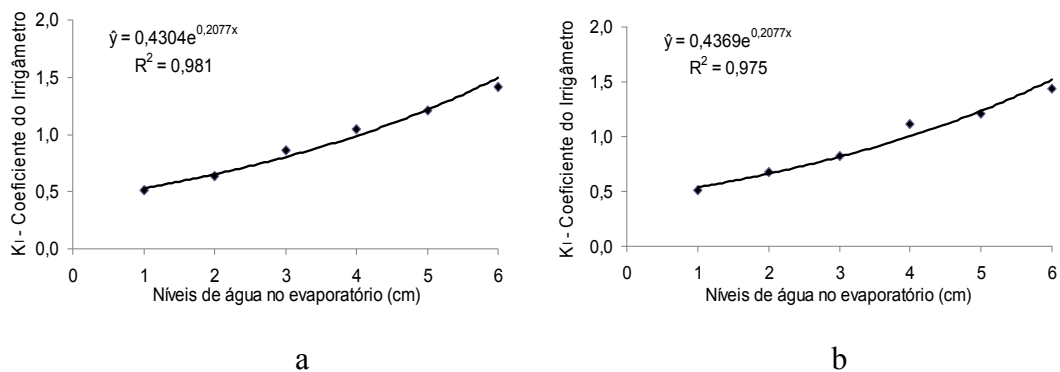 ŷ = 0,4304e^0,2077x
R² = 0,981
KI - Coeficiente do Irrigâmetro
2,0
1,5
1,0
0,5
0,0
0 1 2 3 4 5 6
Níveis de água no evaporatório (cm)
a
ŷ = 0,4369e^0,2077x
R² = 0,975
KI - Coeficiente do Irrigâmetro
2,0
1,5
1,0
0,5
0,0
0 1 2 3 4 5 6
Níveis de água no evaporatório (cm)
b